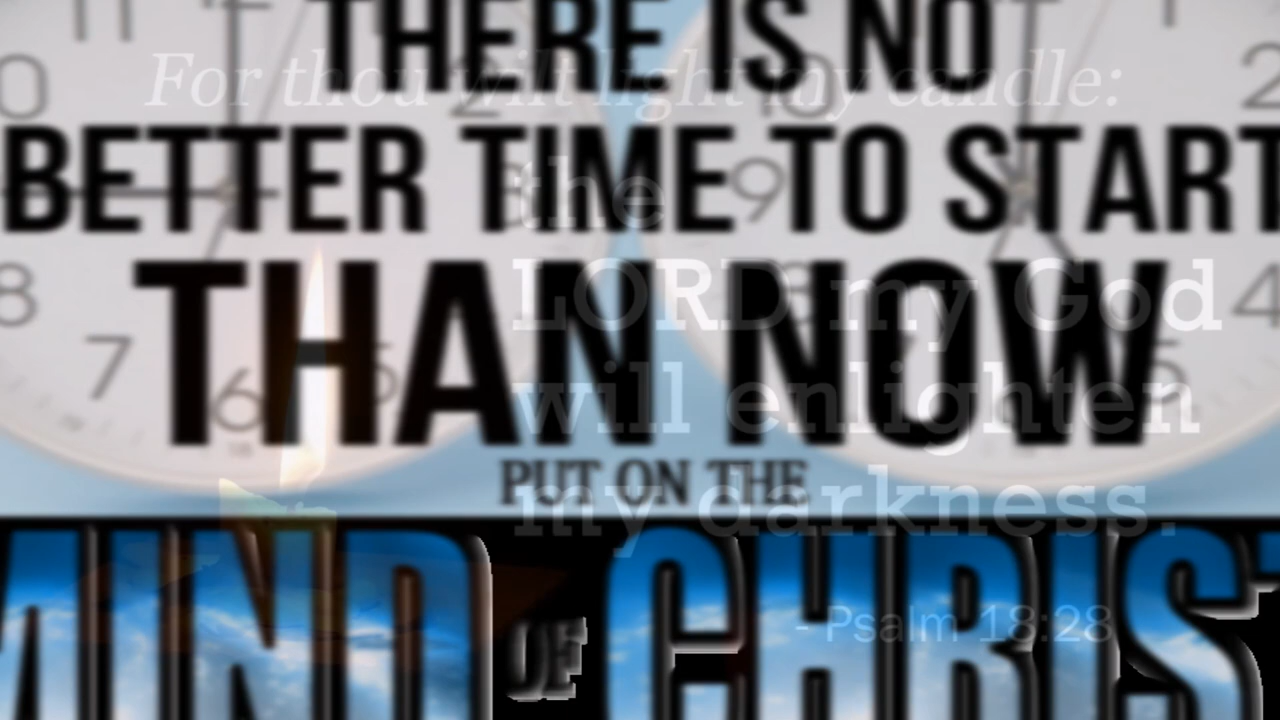 THERE IS NO
For thou wilt light my candle:
BETTER TIME TO START
the
LORD my God
THAN NOW
will enlighten
PUT ON THE
my darkness.
MIND OF CHRIST
- Psalm 18:28